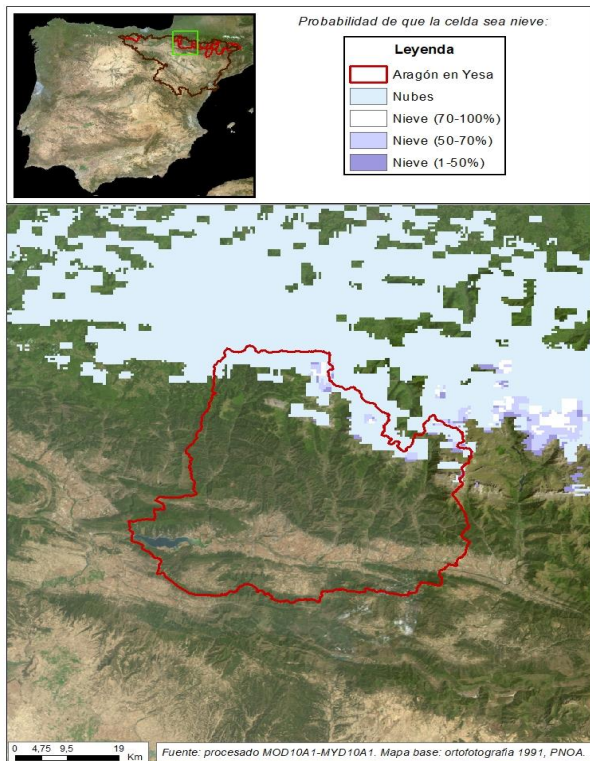 Probabilidad de que la celda sea nieve:
Leyenda
Aragón en Yesa
Nubes
Nieve (70-100%)
Nieve (50-70%)
Nieve (1-50%)
0 4,75 9,5 19
Km
Fuente: procesado MOD10A1-MYD10A1. Mapa base: ortofotografia 1991, PNOA.